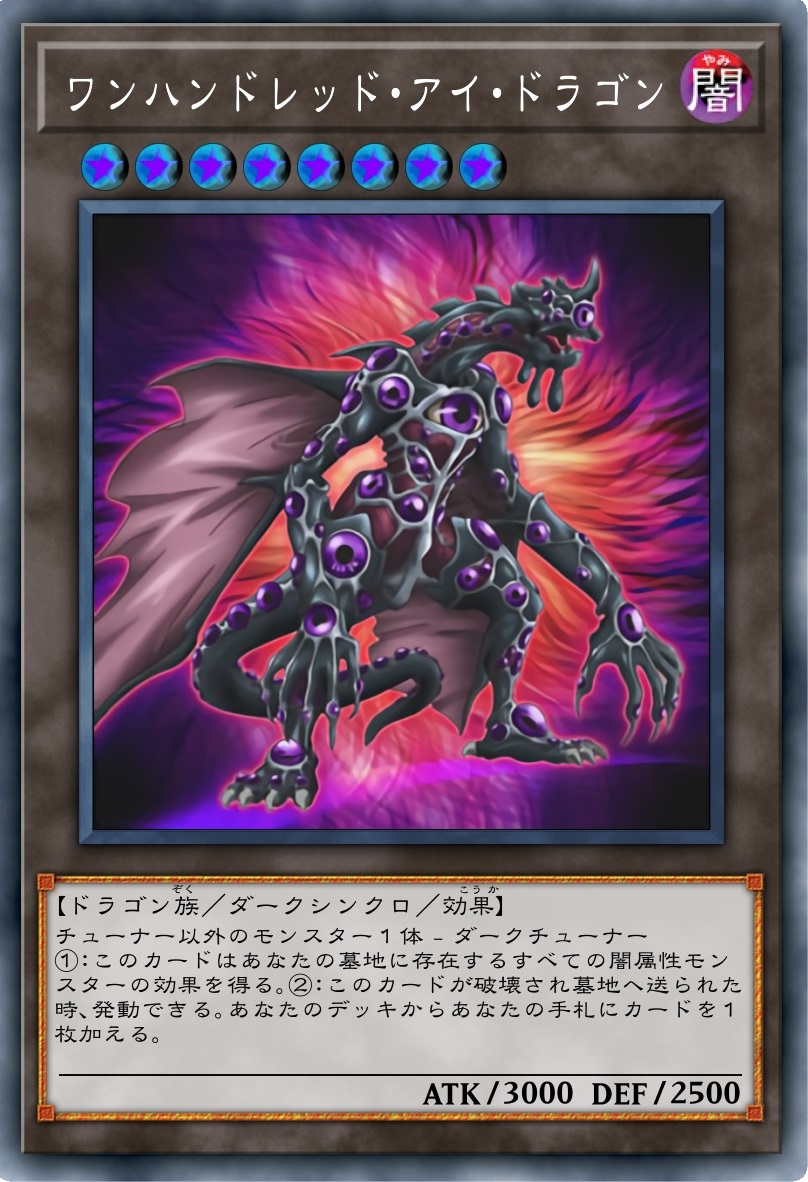 ワンハンドレッド・アイ・ドラゴン
やみ
闇
ぞく こうか
【ドラゴン族／ダークシンクロ／効果】
チューナー以外のモンスター１体 – ダークチューナー
①：このカードはあなたの墓地に存在するすべての闇属性モン
スターの効果を得る。②：このカードが破壊され墓地へ送られた
時、発動できる。あなたのデッキからあなたの手札にカードを１
枚加える。
ATK/3000 DEF/2500